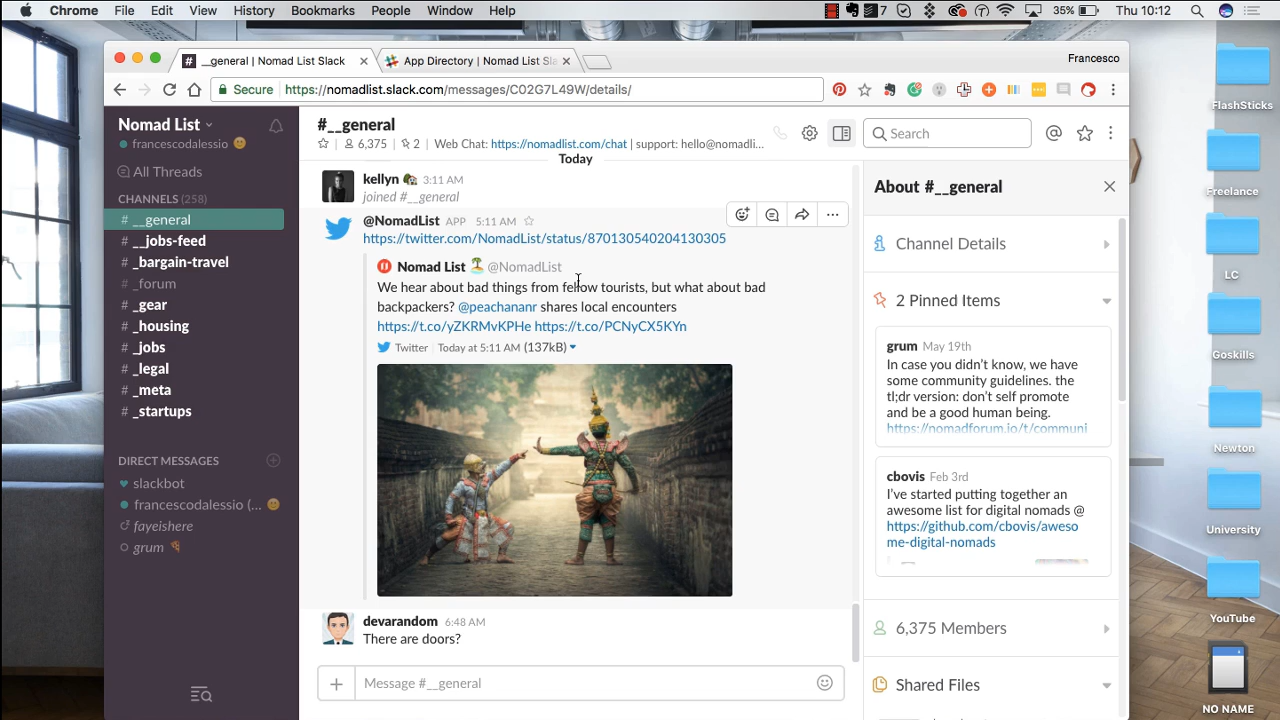 Chrome File Edit View History Bookmarks People Window Help 7 35% Thu 10:12
__general | Nomad List Slack
App Directory | Nomad List Sla
Francesco
Secure https://nomadlist.slack.com/messages/C02G7L49W/details/
Nomad List
francescodalessio
All Threads
CHANNELS (258)
# __general
# __jobs-feed
# _bargain-travel
# _forum
# _gear
# _housing
# _jobs
# _legal
# _meta
# _startups
DIRECT MESSAGES
slackbot
francescodalessio (...
fayeishere
grum
#__general
6,375 2 Web Chat: https://nomadlist.com/chat | support: hello@nomadli...
Search
Today
kellyn 3:11 AM
joined #__general
@NomadList APP 5:11 AM
https://twitter.com/NomadList/status/870130540204130305
Nomad List @NomadList
We hear about bad things from fellow tourists, but what about bad
backpackers? @peachananr shares local encounters
https://t.co/yZKRMvKPHe https://t.co/PCNyCX5KYn
Twitter Today at 5:11 AM (137kB)
devarandom 6:48 AM
There are doors?
Message #__general
About #__general
Channel Details
2 Pinned Items
grum May 19th
In case you didn't know, we have
some community guidelines. the
tl;dr version: don't self promote
and be a good human being.
https://nomadforum.io/t/communi
cbovis Feb 3rd
I've started putting together an
awesome list for digital nomads @
https://github.com/cbovis/aweso
me-digital-nomads
6,375 Members
Shared Files
FlashSticks
Freelance
LC
Goskills
Newton
University
YouTube
NO NAME